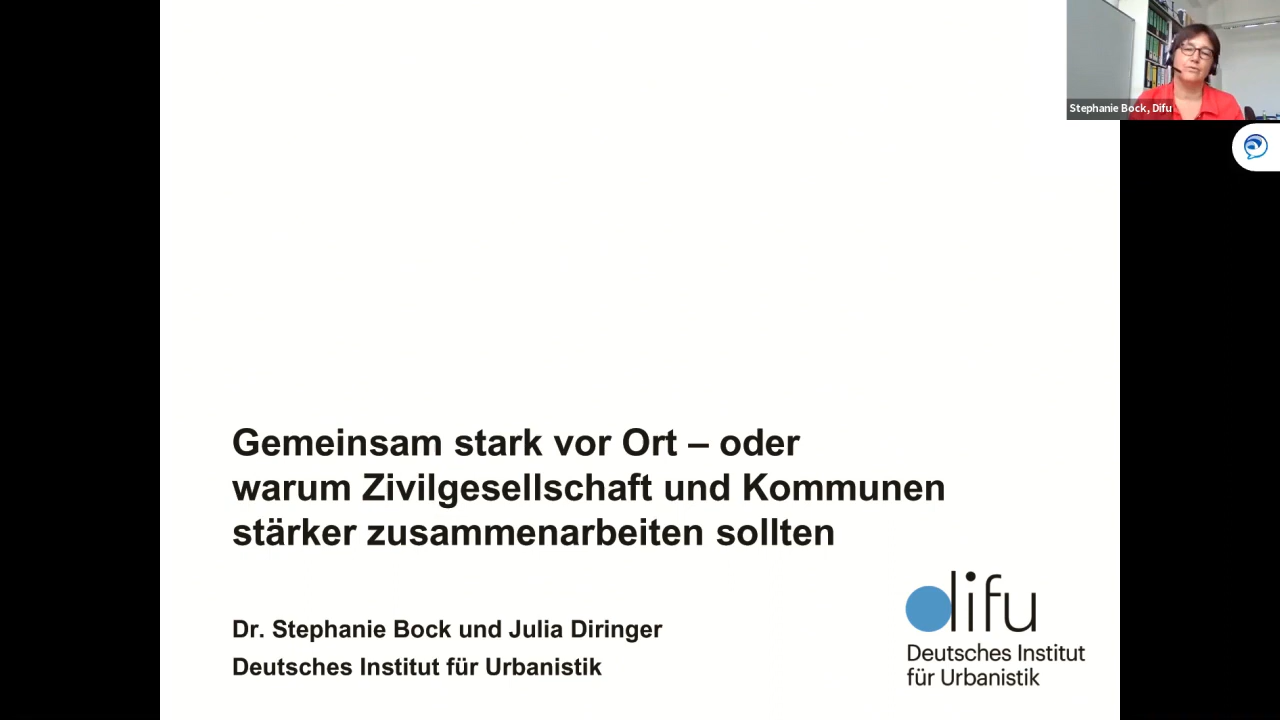 Stephanie Bock, Difu
Gemeinsam stark vor Ort – oder
warum Zivilgesellschaft und Kommunen
stärker zusammenarbeiten sollten
Dr. Stephanie Bock und Julia Diringer
Deutsches Institut für Urbanistik
difu
Deutsches Institut
für Urbanistik